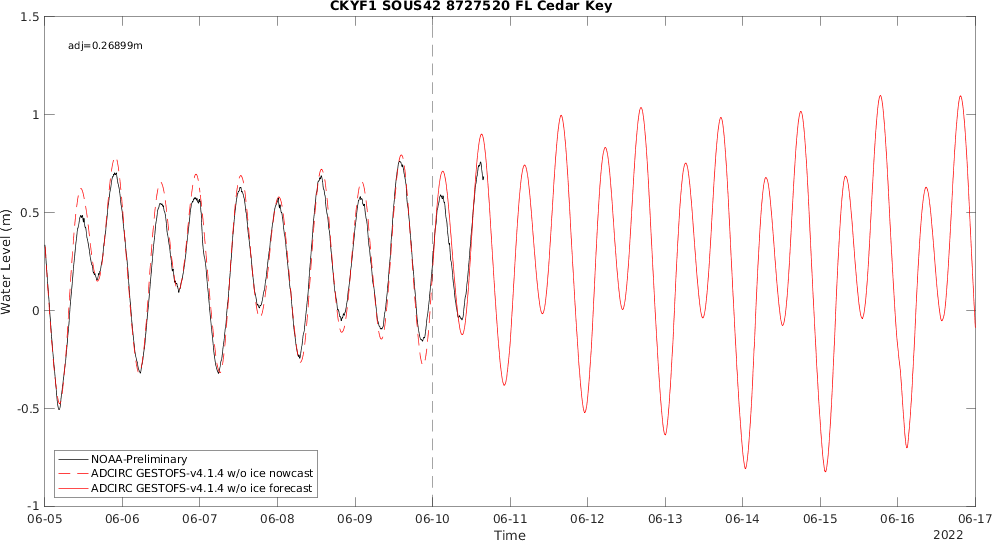 CKYF1 SOUS42 8727520 FL Cedar Key
adj=0.26899m
Water Level (m)
1.5
1
0.5
0
-0.5
-1
NOAA-Preliminary
ADCIRC GESTOFS-v4.1.4 w/o ice nowcast
ADCIRC GESTOFS-v4.1.4 w/o ice forecast
06-05 06-06 06-07 06-08 06-09 06-10 06-11 06-12 06-13 06-14 06-15 06-16 06-17
Time
2022